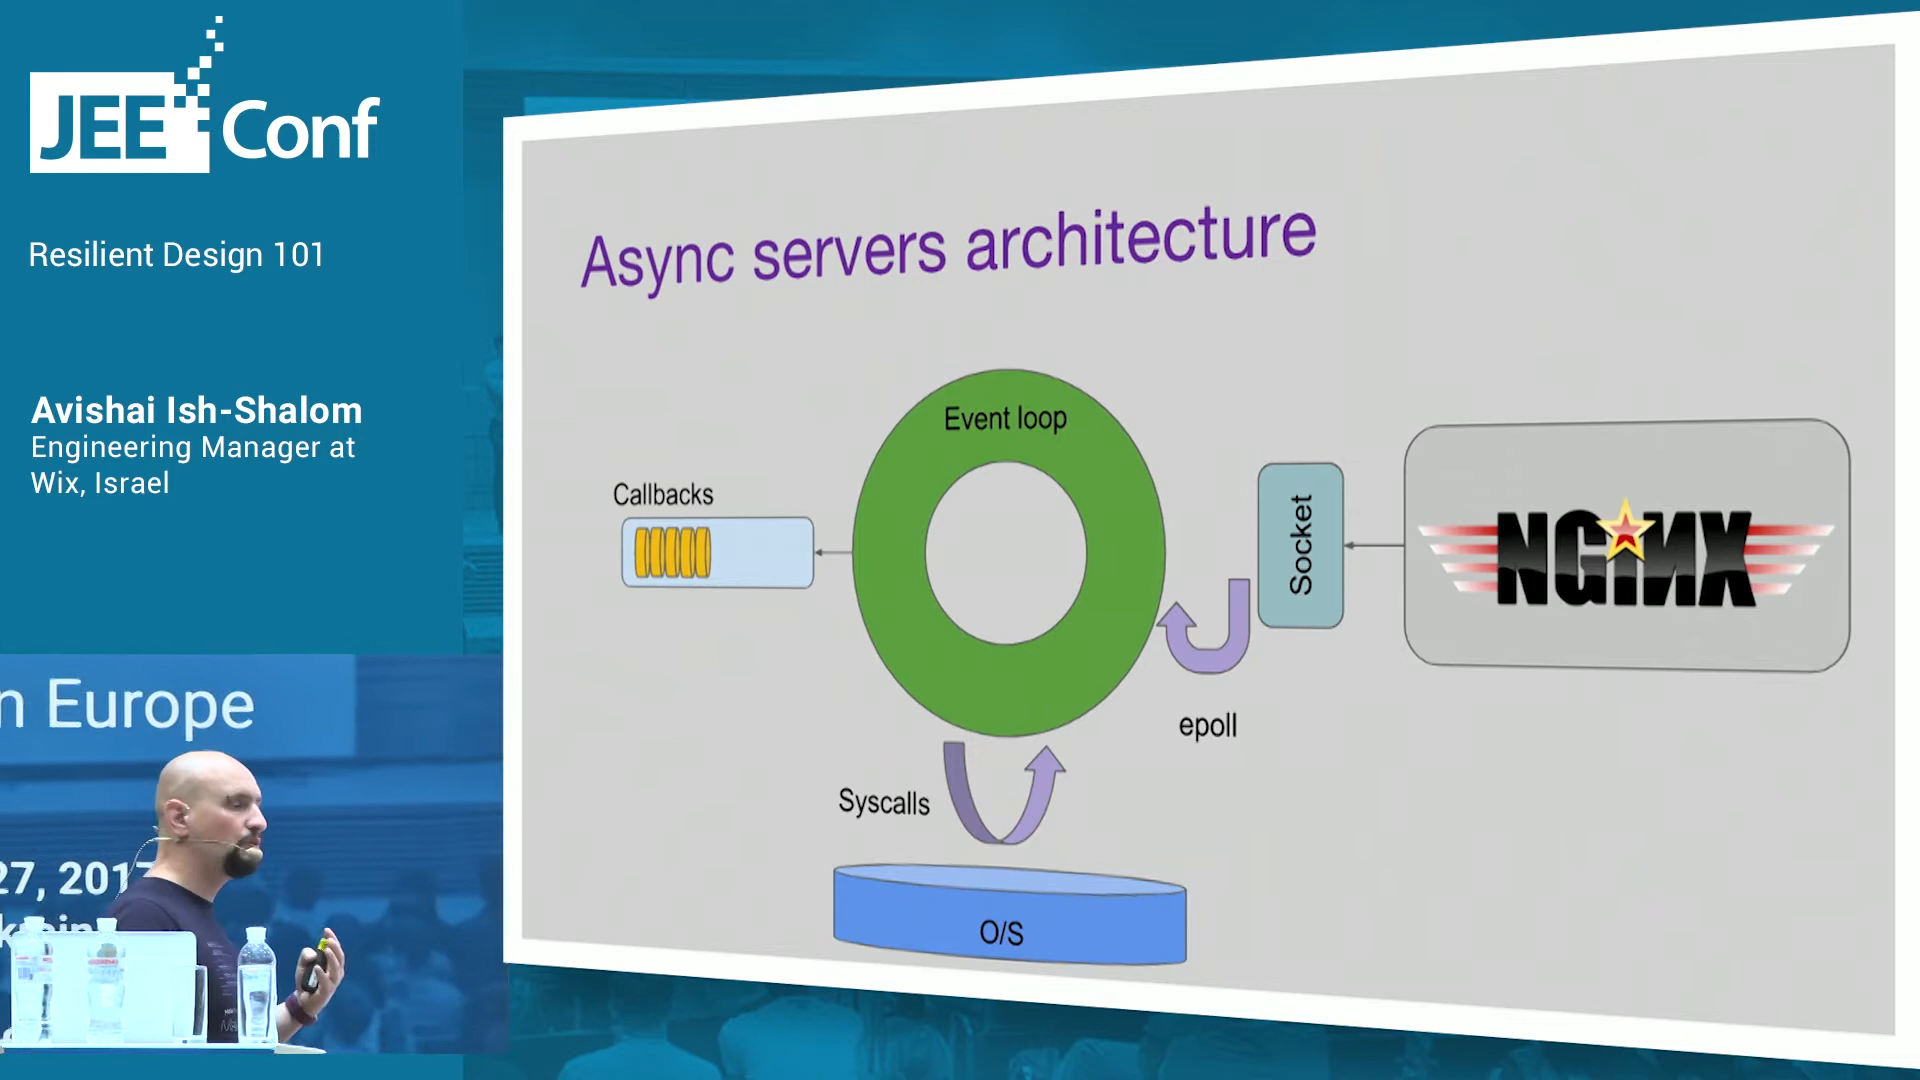 JEE Conf
Resilient Design 101
Avishai Ish-Shalom
Engineering Manager at
Wix, Israel
n Europe
27, 2017
Async servers architecture
Event loop
Callbacks
Socket
NGiNX
epoll
Syscalls
O/S